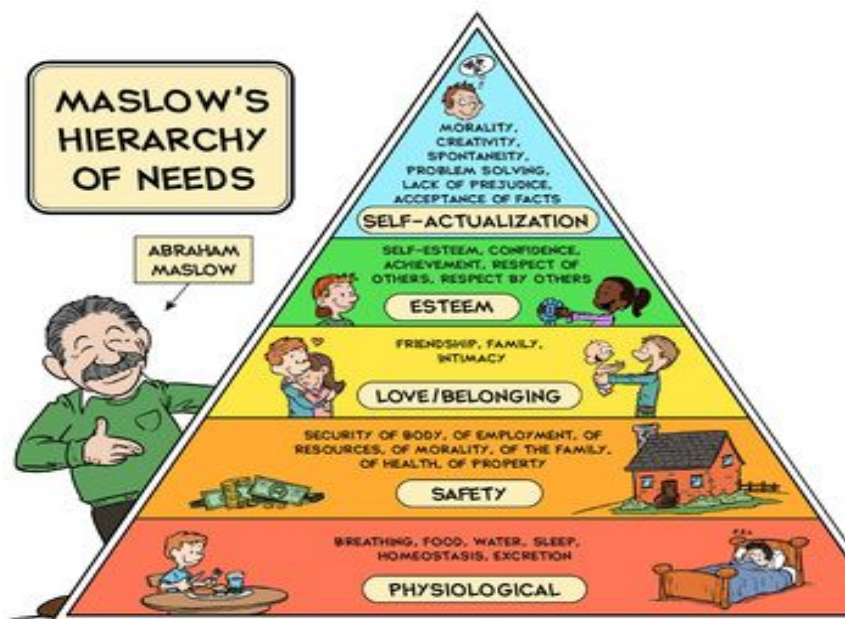 MASLOW'S
HIERARCHY
OF NEEDS
ABRAHAM
MASLOW
MORALITY,
CREATIVITY,
SPONTANEITY,
PROBLEM SOLVING,
LACK OF PREJUDICE,
ACCEPTANCE OF FACTS
SELF-ACTUALIZATION
SELF-ESTEEM, CONFIDENCE,
ACHIEVEMENT, RESPECT OF
OTHERS, RESPECT BY OTHERS
ESTEEM
FRIENDSHIP, FAMILY,
INTIMACY
LOVE/BELONGING
SECURITY OF BODY, OF EMPLOYMENT, OF
RESOURCES, OF MORALITY, OF THE FAMILY,
OF HEALTH, OF PROPERTY
SAFETY
BREATHING, FOOD, WATER, SLEEP,
HOMEOSTASIS, EXCRETION
PHYSIOLOGICAL